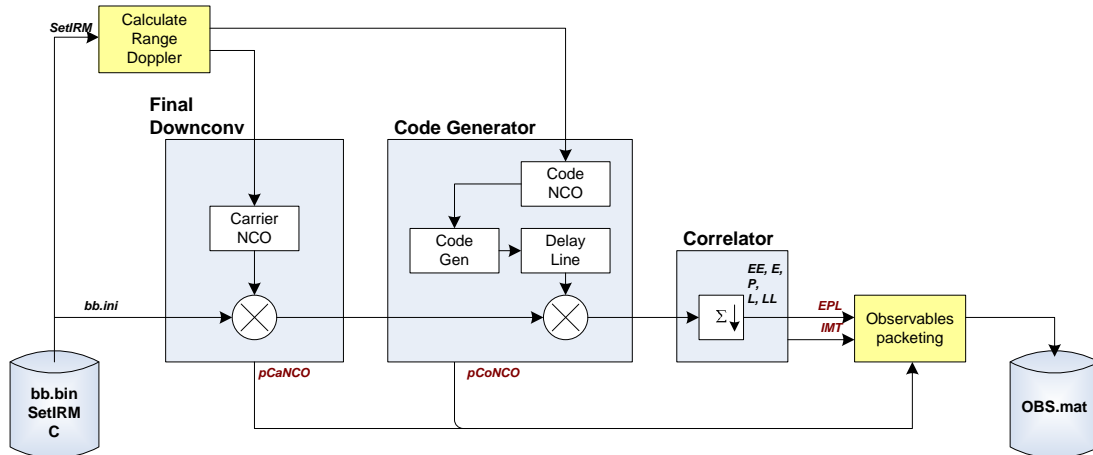 SetIRM
Calculate
Range
Doppler
Final
Downconv
Code Generator
Code
NCO
Carrier
NCO
Code
Gen
Delay
Line
Correlator
EE, E,
P,
L, LL
bb.ini
Σ
EPL
IMT
Observables
packeting
pCaNCO
pCoNCO
bb.bin
SetIRM
C
OBS.mat